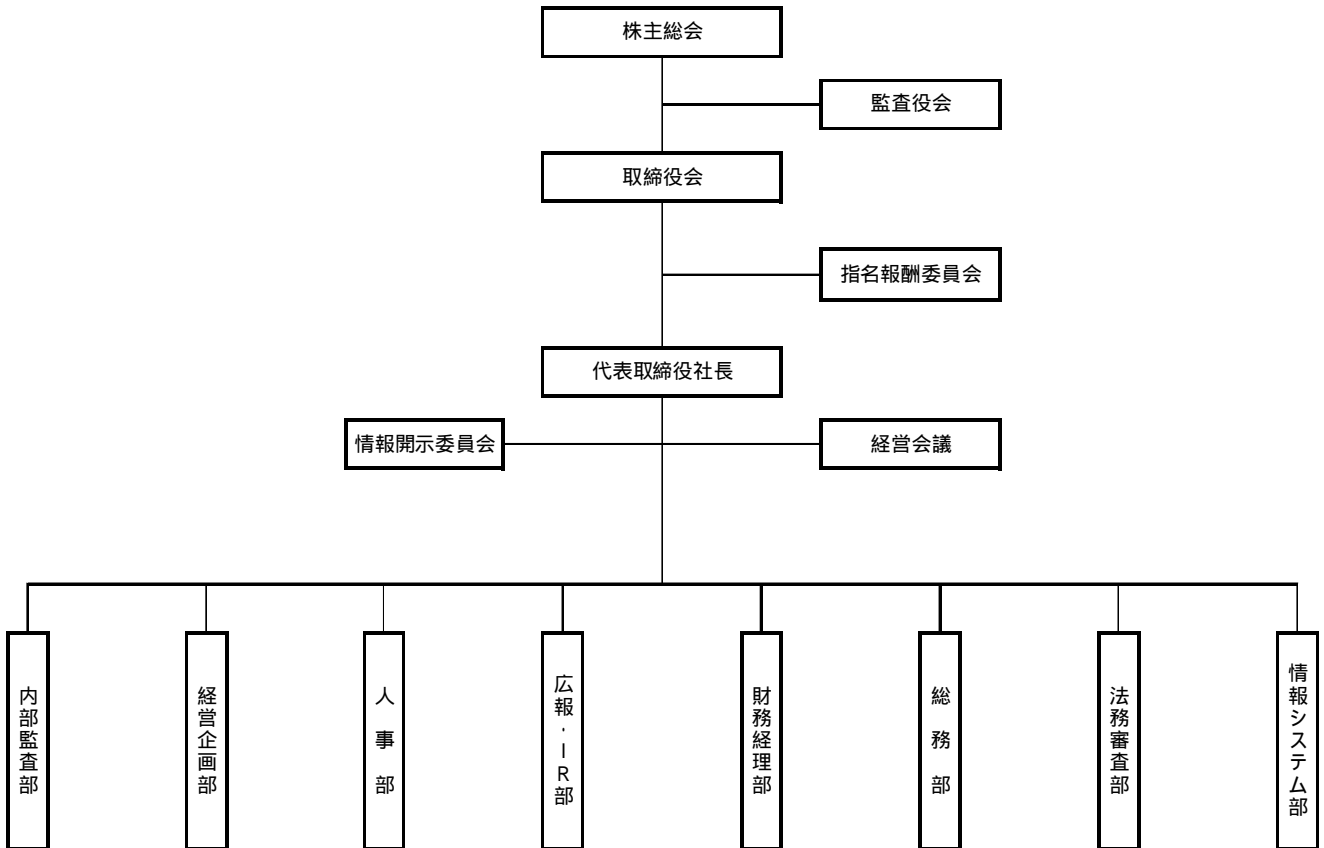 株主総会
監査役会
取締役会
指名報酬委員会
代表取締役社長
情報開示委員会
経営会議
内部監査部
経営企画部
人事部
広報・IR部
財務経理部
総務部
法務審査部
情報システム部